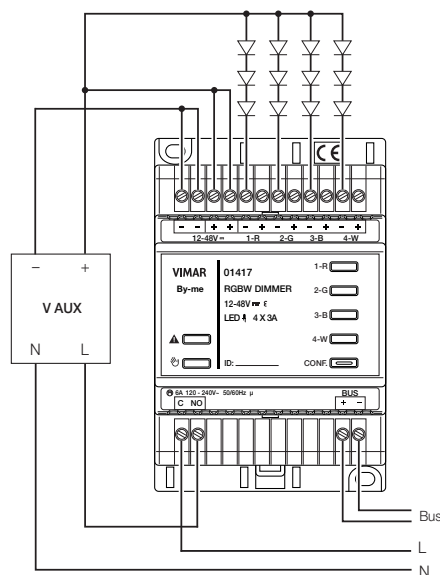 CE
- - + + - + - + - + - +
12-48V⎓ 1-R 2-G 3-B 4-W
- +
V AUX
N L
VIMAR
By-me
01417
RGBW DIMMER
12-48V
LED 4 X 3A
ID:
1-R
2-G
3-B
4-W
CONF.
6A 120 - 240V~ 50/60Hz µ
C NO
BUS
+ -
Bus
L
N